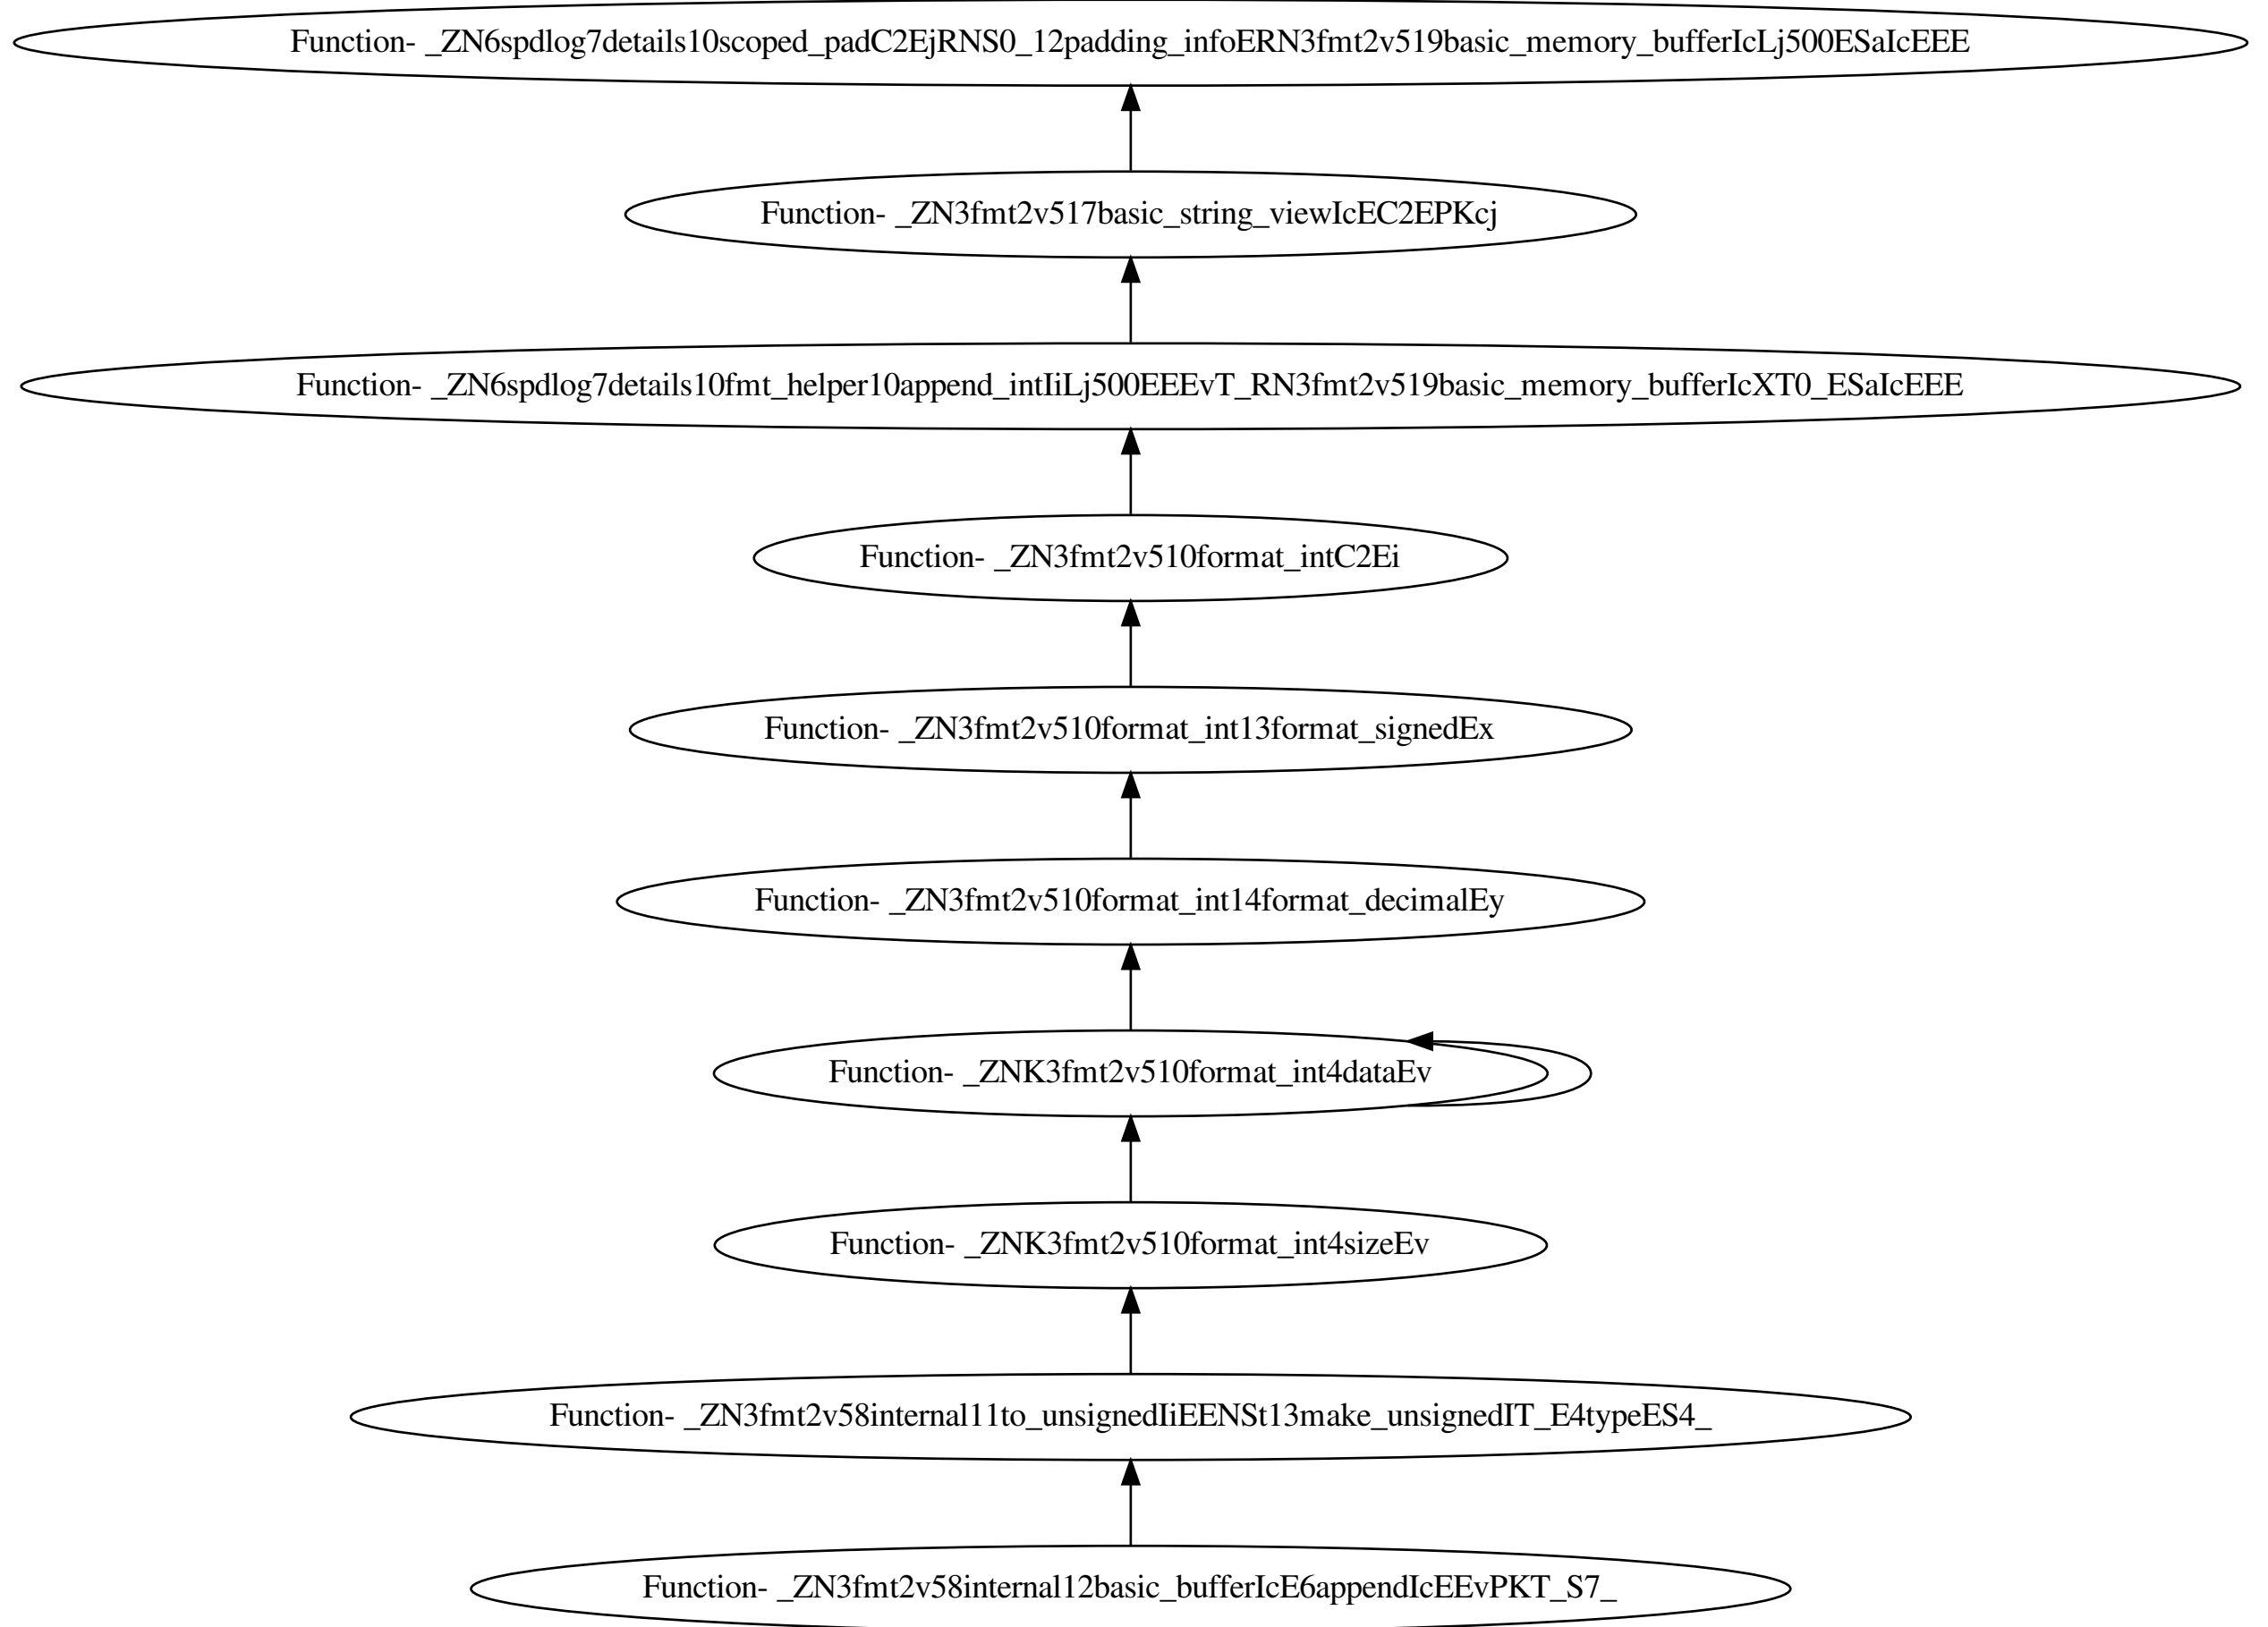 Function- _ZN6spdlog7details10scoped_padC2EjRNS0_12padding_infoERN3fmt2v519basic_memory_bufferIcLj500ESaIcEEE
Function- _ZN3fmt2v517basic_string_viewIcEC2EPKcj
Function- _ZN6spdlog7details10fmt_helper10append_intIiLj500EEEvT_RN3fmt2v519basic_memory_bufferIcXT0_ESaIcEEE
Function- _ZN3fmt2v510format_intC2Ei
Function- _ZN3fmt2v510format_int13format_signedEx
Function- _ZN3fmt2v510format_int14format_decimalEy
Function- _ZNK3fmt2v510format_int4dataEv
Function- _ZNK3fmt2v510format_int4sizeEv
Function- _ZN3fmt2v58internal11to_unsignedIiEENSt13make_unsignedIT_E4typeES4_
Function- _ZN3fmt2v58internal12basic_bufferIcE6appendIcEEvPKT_S7_